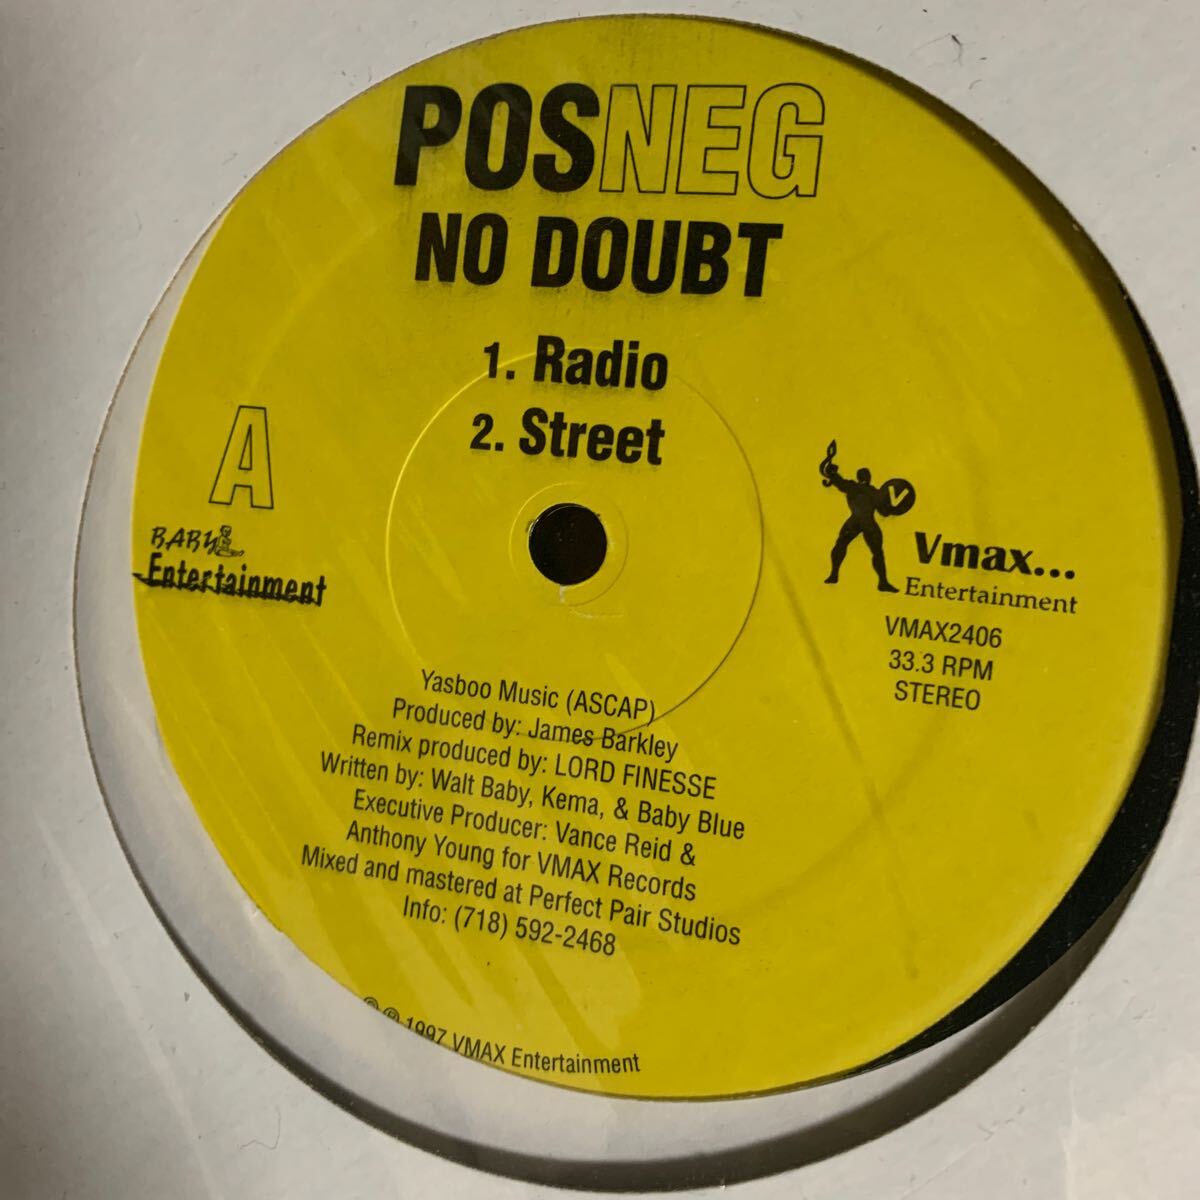 POSNEG
NO DOUBT
1. Radio
2. Street
A
BABY
Entertainment
V
Vmax...
Entertainment
VMAX2406
33.3 RPM
STEREO
Yasboo Music (ASCAP)
Produced by: James Barkley
Remix produced by: LORD FINESSE
Written by: Walt Baby, Kema, & Baby Blue
Executive Producer: Vance Reid &
Anthony Young for VMAX Records
Mixed and mastered at Perfect Pair Studios
Info: (718) 592-2468
© ℗ 1997 VMAX Entertainment